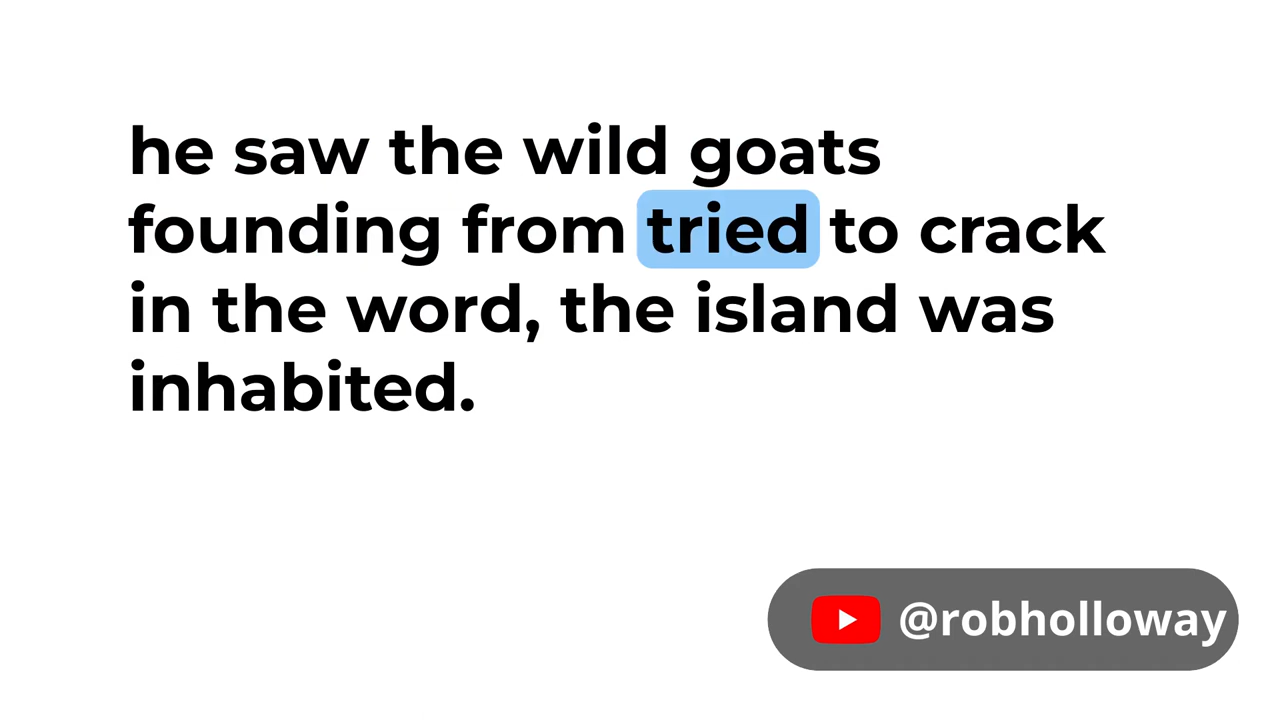 he saw the wild goats
founding from tried to crack
in the word, the island was
inhabited.
@robholloway